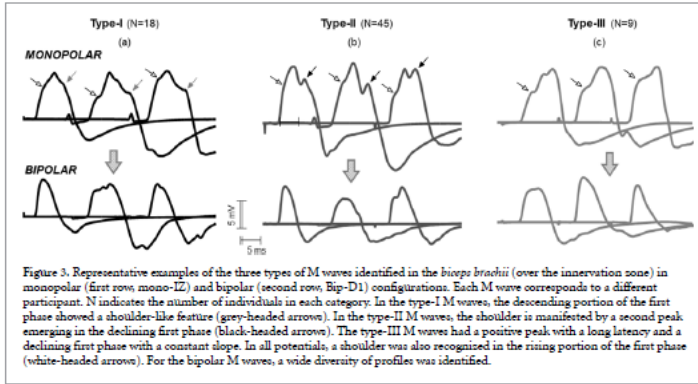 Type-I (N=18) Type-II (N=45) Type-III (N=9)
(a) (b) (c)
MONOPOLAR
BIPOLAR
5 mV
5 ms
Figure 3. Representative examples of the three types of M waves identified in the biceps brachii (over the innervation zone) in
monopolar (first row, mono-IZ) and bipolar (second row, Bip-D1) configurations. Each M wave corresponds to a different
participant. N indicates the number of individuals in each category. In the type-I M waves, the descending portion of the first
phase showed a shoulder-like feature (grey-headed arrows). In the type-II M waves, the shoulder is manifested by a second peak
emerging in the declining first phase (black-headed arrows). The type-III M waves had a positive peak with a long latency and a
declining first phase with a constant slope. In all potentials, a shoulder was also recognised in the rising portion of the first phase
(white-headed arrows). For the bipolar M waves, a wide diversity of profiles was identified.